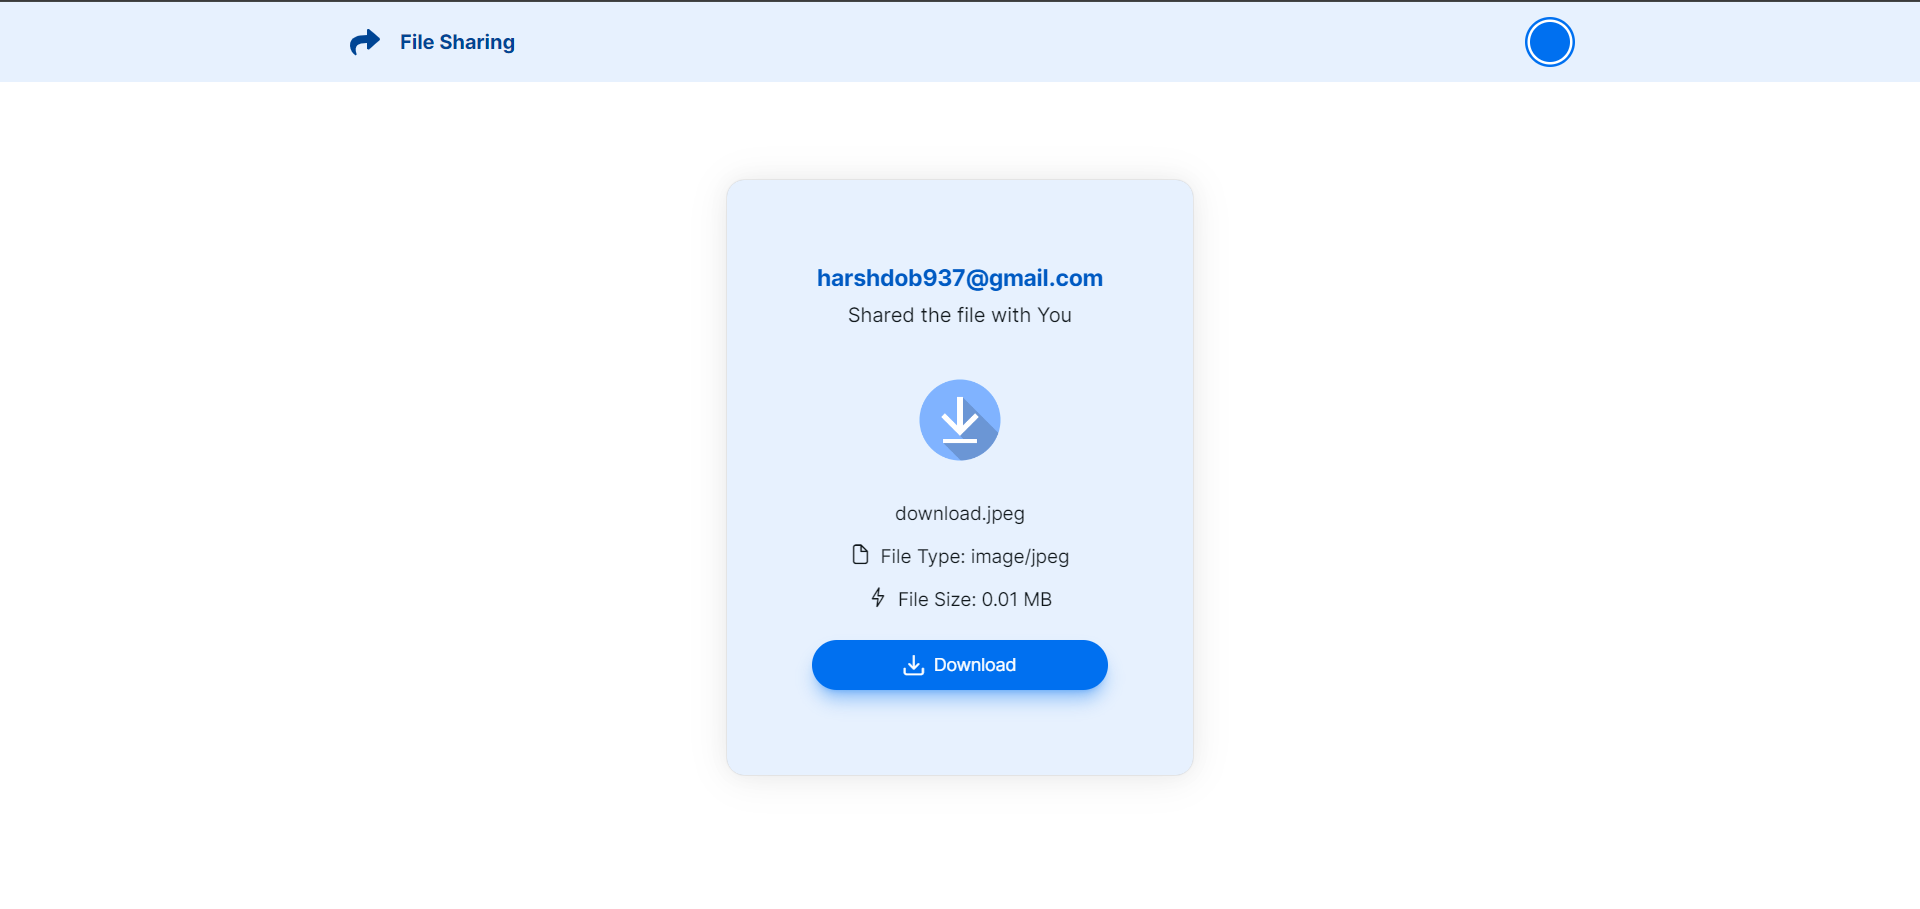 File Sharing
harshdob937@gmail.com
Shared the file with You
download.jpeg
File Type: image/jpeg
File Size: 0.01 MB
Download